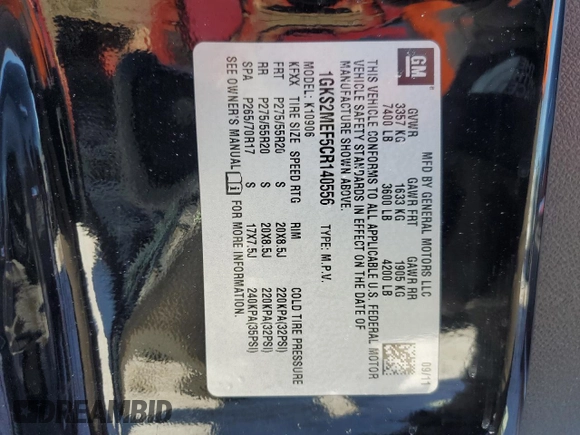 GM
MFD BY GENERAL MOTORS LLC
09/11
GVWR GAWR FRT GAWR RR
3357 KG 1633 KG 1905 KG
7400 LB 3600 LB 4200 LB
THIS VEHICLE CONFORMS TO ALL APPLICABLE U.S. FEDERAL MOTOR
VEHICLE SAFETY STANDARDS IN EFFECT ON THE DATE OF
MANUFACTURE SHOWN ABOVE.
1GKS2MEF5CR140556 TYPE: M.P.V.
MODEL: K10906
KFXX TIRE SIZE SPEED RTG RIM COLD TIRE PRESSURE
FRT P275/55R20 S 20X8.5J 220KPA(32PSI)
RR P275/55R20 S 20X8.5J 220KPA(32PSI)
SPA P265/70R17 S 17X7.5J 240KPA(35PSI)
SEE OWNER'S MANUAL FOR MORE INFORMATION.
DREAMBID